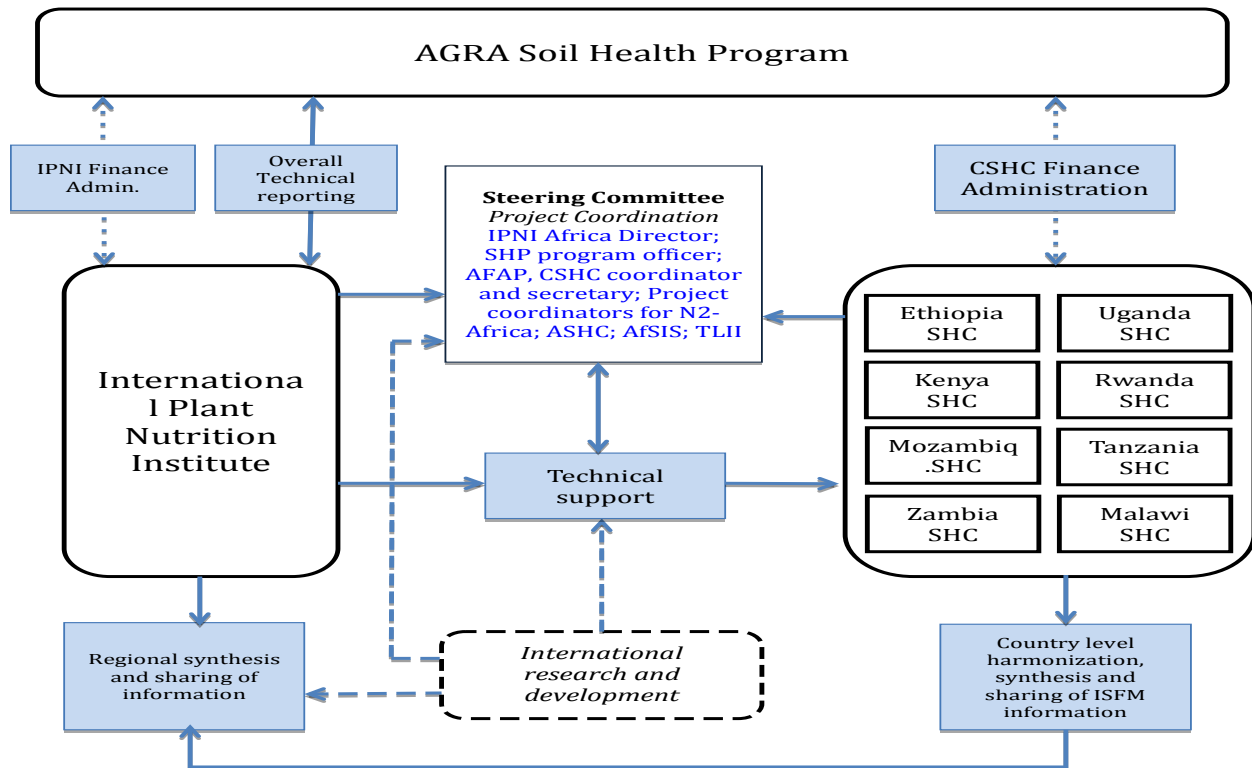 AGRA Soil Health Program
IPNI Finance
Admin.
Overall
Technical
reporting
CSHC Finance
Administration
Steering Committee
Project Coordination
IPNI Africa Director;
SHP program officer;
AFAP, CSHC coordinator
and secretary; Project
coordinators for N2-
Africa; ASHC; AfSIS; TLII
Internationa
l Plant
Nutrition
Institute
Ethiopia
SHC
Uganda
SHC
Kenya
SHC
Rwanda
SHC
Mozambiq
.SHC
Tanzania
SHC
Zambia
SHC
Malawi
SHC
Technical
support
Regional synthesis
and sharing of
information
International
research and
development
Country level
harmonization,
synthesis and
sharing of ISFM
information